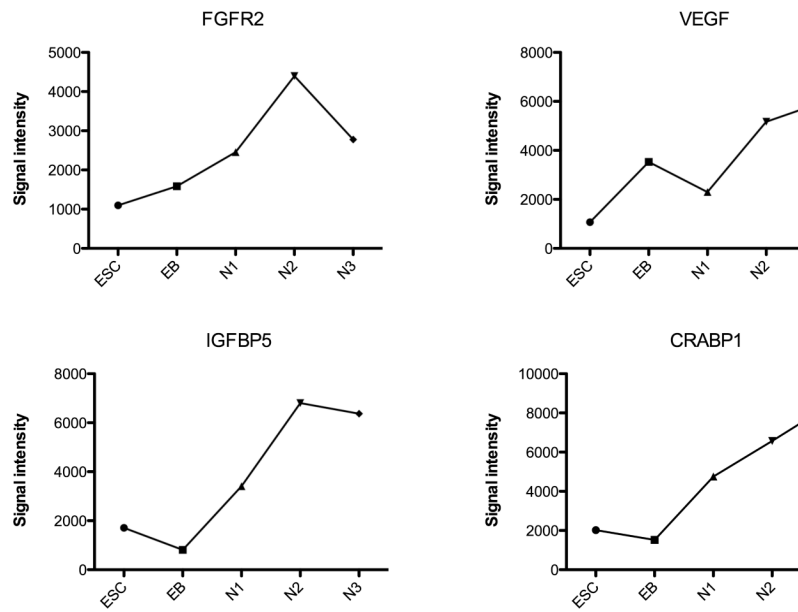 FGFR2
5000
4000
3000
2000
1000
0
Signal intensity
ESC
EB
N1
N2
N3
VEGF
8000
6000
4000
2000
0
Signal intensity
ESC
EB
N1
N2
IGFBP5
8000
6000
4000
2000
0
Signal intensity
ESC
EB
N1
N2
N3
CRABP1
10000
8000
6000
4000
2000
0
Signal intensity
ESC
EB
N1
N2